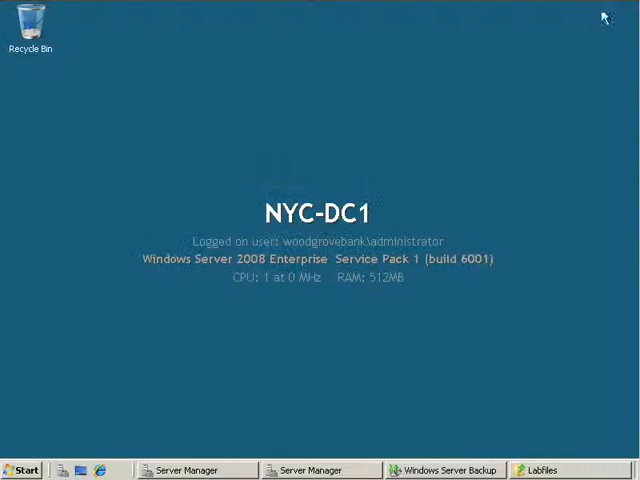 Recycle Bin
NYC-DC1
Logged on user: woodgrovebank\administrator
Windows Server 2008 Enterprise Service Pack 1 (build 6001)
CPU: 1 at 0 MHz RAM: 512MB
Start Server Manager Server Manager Windows Server Backup Labfiles